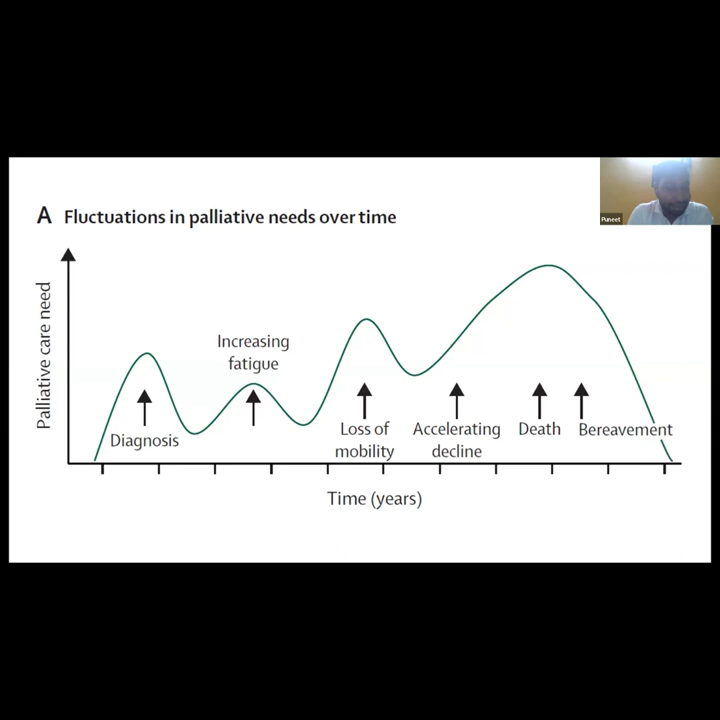 Puneet
A Fluctuations in palliative needs over time
Palliative care need
Increasing
fatigue
Diagnosis
Loss of
mobility
Accelerating
decline
Death
Bereavement
Time (years)